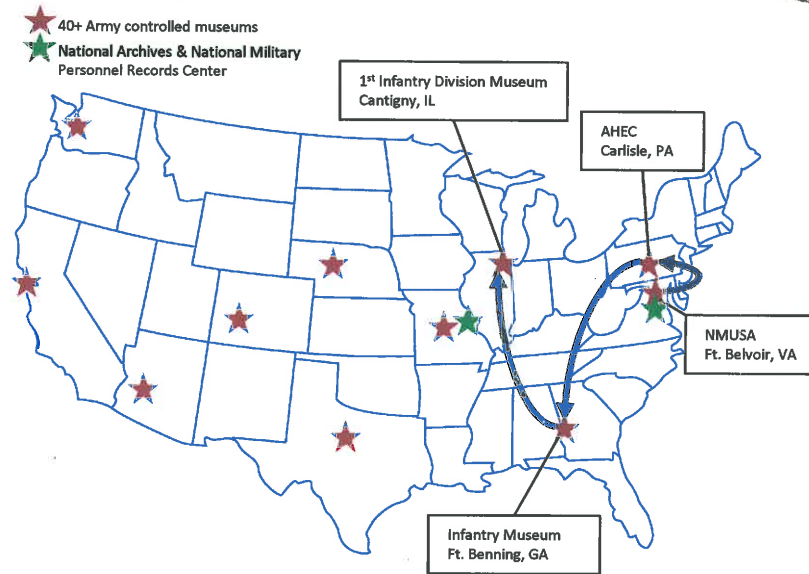 40+ Army controlled museums
National Archives & National Military
Personnel Records Center
1st Infantry Division Museum
Cantigny, IL
AHEC
Carlisle, PA
NMUSA
Ft. Belvoir, VA
Infantry Museum
Ft. Benning, GA